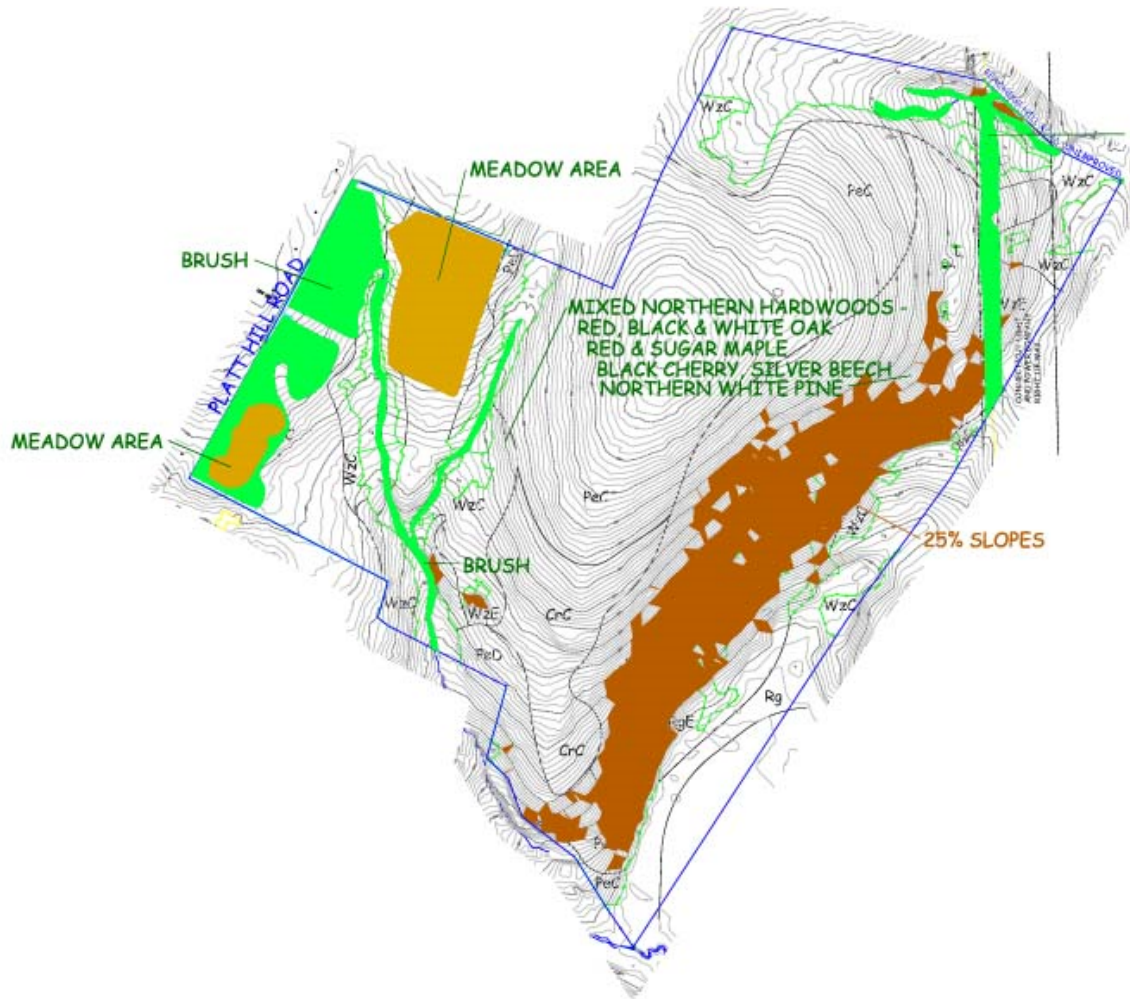 WzC
WzC
PeC
MEADOW AREA
BRUSH
WzC
PLATT HILL ROAD
MIXED NORTHERN HARDWOODS -
RED, BLACK & WHITE OAK
RED & SUGAR MAPLE
BLACK CHERRY, SILVER BEECH
NORTHERN WHITE PINE
MEADOW AREA
WzC
WzC
PeC
WzC
25% SLOPES
BRUSH
WzC
WzE
WzC
CrC
PeD
Rg
RgE
CrC
PeC